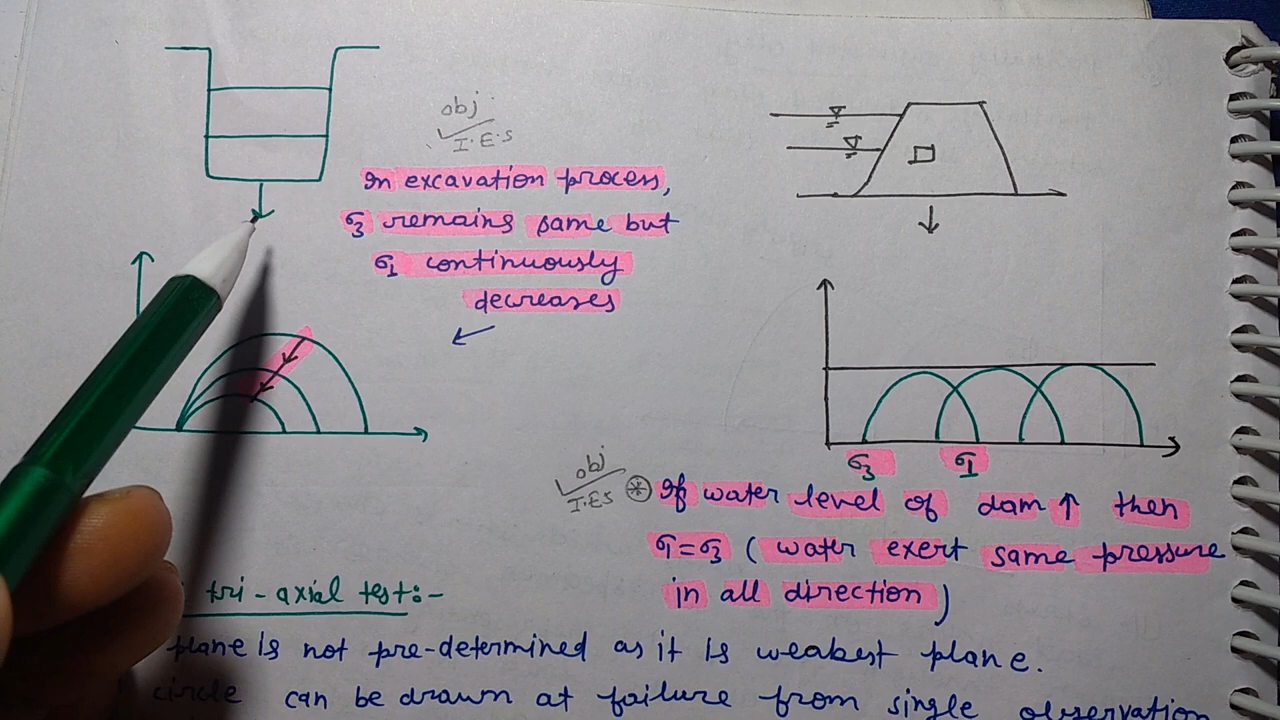 obj
I.E.S
In excavation process,
σ3 remains same but
σ1 continuously
decreases
σ3 σ1
obj
I.ES
* If water level of dam ↑ then
σ1=σ3 (water exert same pressure
in all direction)
tri-axial test:-
plane is not pre-determined as it is weakest plane.
circle can be drawn at failure from single observation